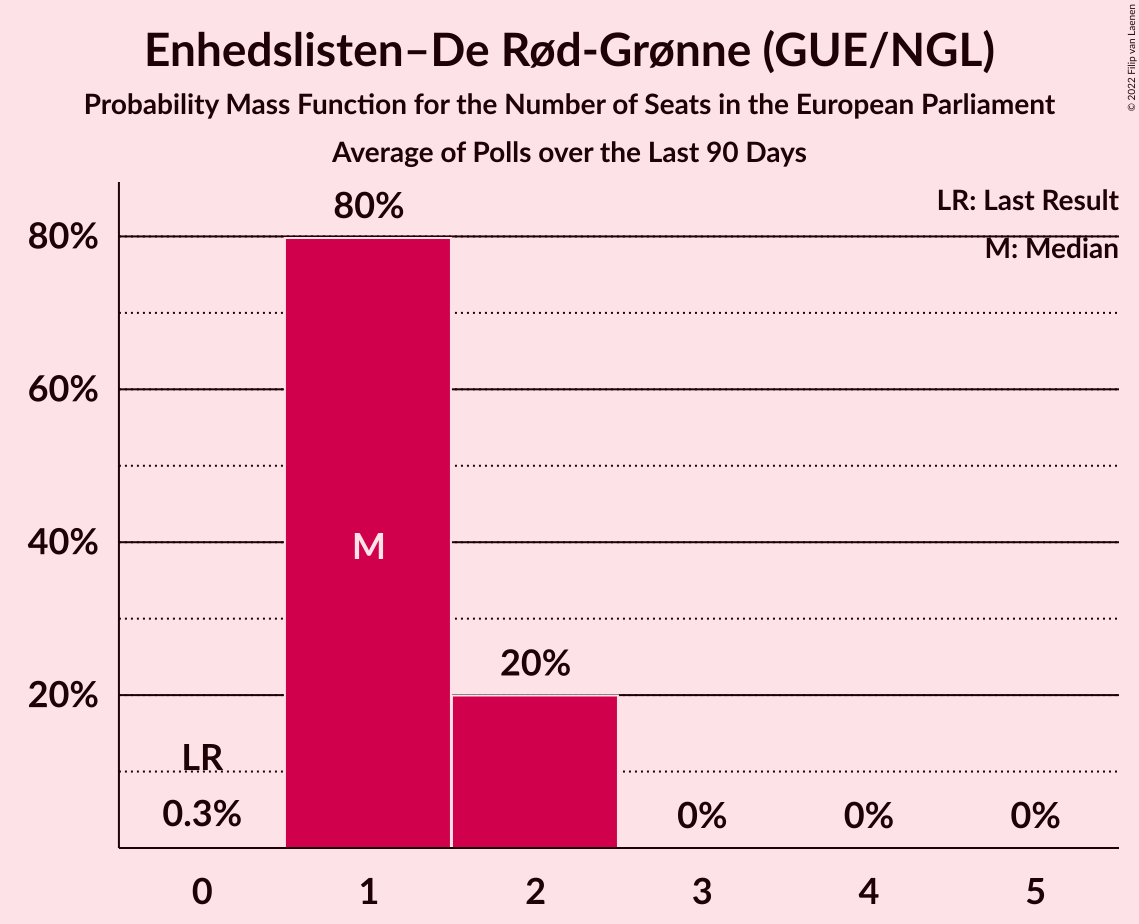 Enhedslisten–De Rød-Grønne (GUE/NGL)
Probability Mass Function for the Number of Seats in the European Parliament
Average of Polls over the Last 90 Days
© 2022 Filip van Laenen
LR: Last Result
M: Median
80%
80%
60%
40%
M
20%
20%
LR
0.3%
0%
0%
0%
0
1
2
3
4
5